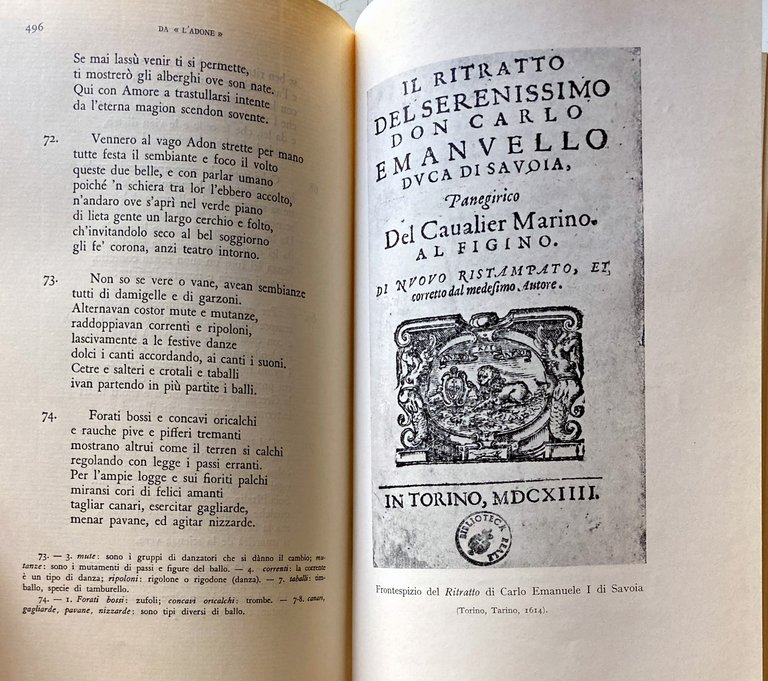 496
DA « L'ADONE »
Se mai lassù venir ti si permette,
ti mostrerò gli alberghi ove son nate.
Qui con Amore a trastullarsi intente
da l'eterna magion scendon sovente.
72. Vennero al vago Adon strette per mano
tutte festa il sembiante e foco il volto
queste due belle, e con parlar umano
poiché 'n schiera tra lor l'ebbero accolto,
n'andaro ove s'aprì nel verde piano
di lieta gente un largo cerchio e folto,
ch'invitandolo seco al bel soggiorno
gli fe' corona, anzi teatro intorno.
73. Non so se vere o vane, avean sembianze
tutti di damigelle e di garzoni.
Alternavan costor mute e mutanze,
raddoppiavan correnti e ripoloni,
lascivamente a le festive danze
dolci i canti accordando, ai canti i suoni.
Cetre e salteri e crotali e taballi
ivan partendo in più partite i balli.
74. Forati bossi e concavi oricalchi
e rauche pive e pifferi tremanti
mostrano altrui come il terren si calchi
regolando con legge i passi erranti.
Per l'ampie logge e sui fioriti palchi
miransi cori di felici amanti
tagliar canari, esercitar gagliarde,
menar pavane, ed agitar nizzarde.
73. — 3. mute: sono i gruppi di danzatori che si dànno il cambio; mu-
tanze: sono i mutamenti di passi e figure del ballo. — 4. correnti: la corrente
è un tipo di danza; ripoloni: rigolone o rigodone (danza). — 7. taballi: tim-
ballo, specie di tamburello.
74. — 1. Forati bossi: zufoli; concavi oricalchi: trombe. — 7-8. canari,
gagliarde, pavane, nizzarde: sono tipi diversi di ballo.
IL RITRATTO
DEL SERENISSIMO
DON CARLO
EMANVELLO
DVCA DI SAVOIA,
Panegirico
Del Caualier Marino.
AL FIGINO.
DI NVOVO RISTAMPATO, ET
corretto dal medesimo Autore.
IN TORINO, MDCXIIII.
BIBLIOTECA REALE
Frontespizio del Ritratto di Carlo Emanuele I di Savoia
(Torino, Tarino, 1614).